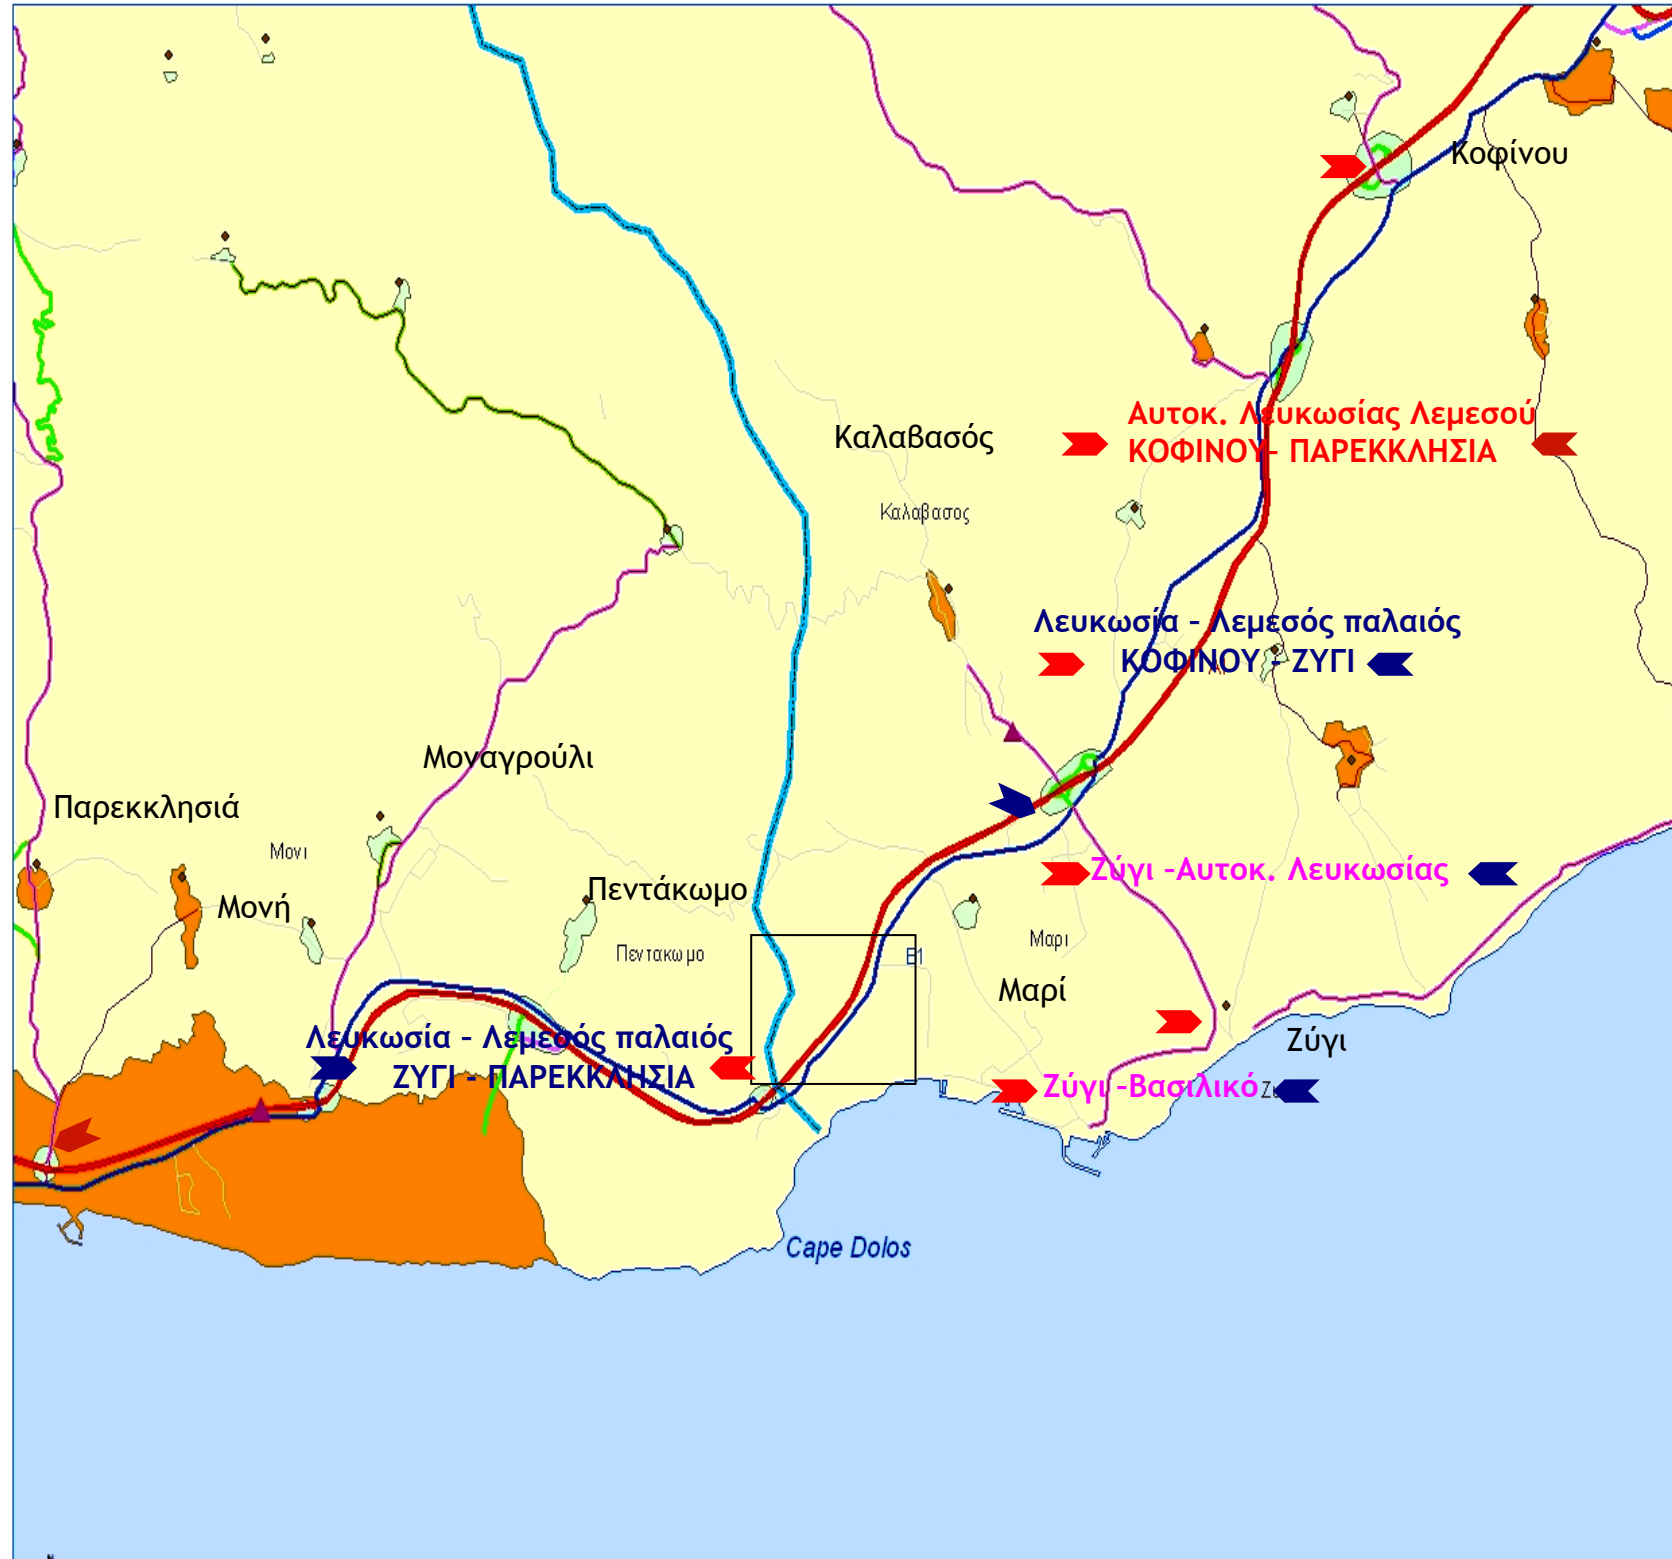 Κοφίνου
Αυτοκ. Λευκωσίας Λεμεσού
ΚΟΦΙΝΟΥ- ΠΑΡΕΚΚΛΗΣΙΑ
Καλαβασός
Καλαβασος
Λευκωσία – Λεμεσός παλαιός
ΚΟΦΙΝΟΥ - ΖΥΓΙ
Μοναγρούλι
Παρεκκλησιά
Μονι
Μονή
Πεντάκωμο
Πεντακωμο
Ζύγι -Αυτοκ. Λευκωσίας
Μαρι
Β1
Μαρί
Ζύγι
Λευκωσία – Λεμεσός παλαιός
ΖΥΓΙ - ΠΑΡΕΚΚΛΗΣΙΑ
Ζύγι -Βασιλικό
Cape Dolos